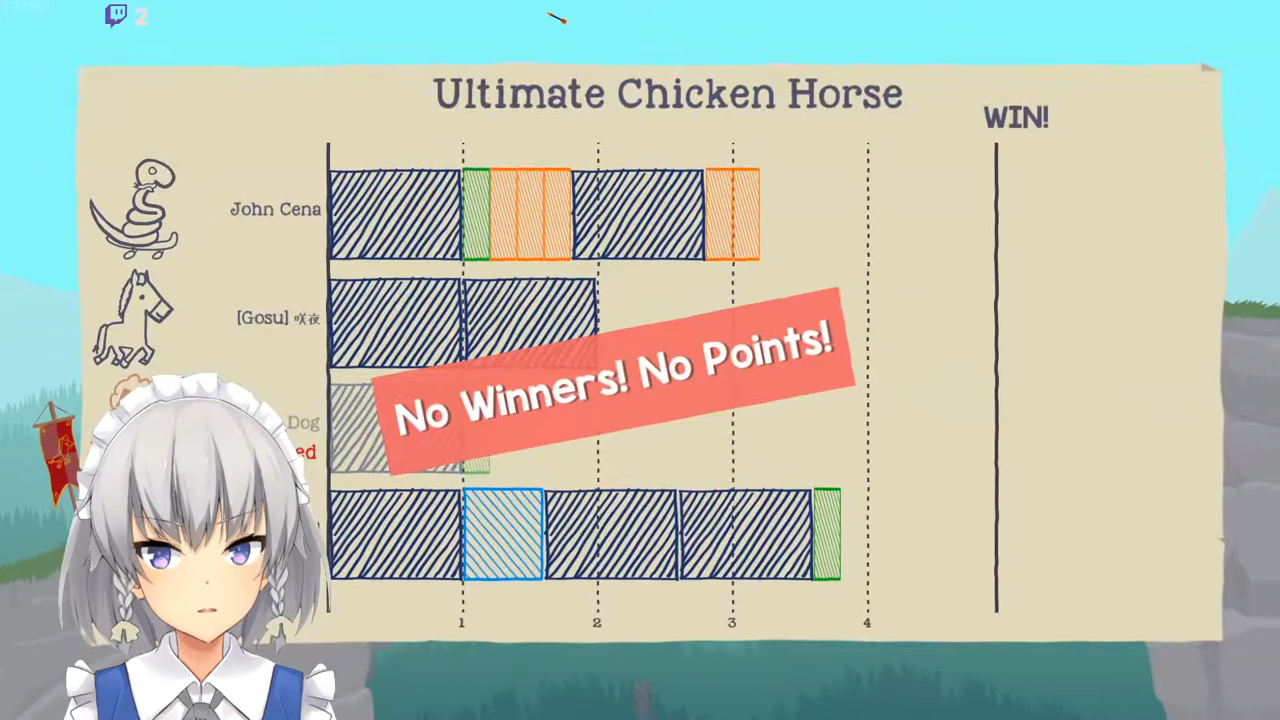 2
Ultimate Chicken Horse
WIN!
John Cena
[Gosu] 咲夜
No Winners! No Points!
Dog
ed
1 2 3 4